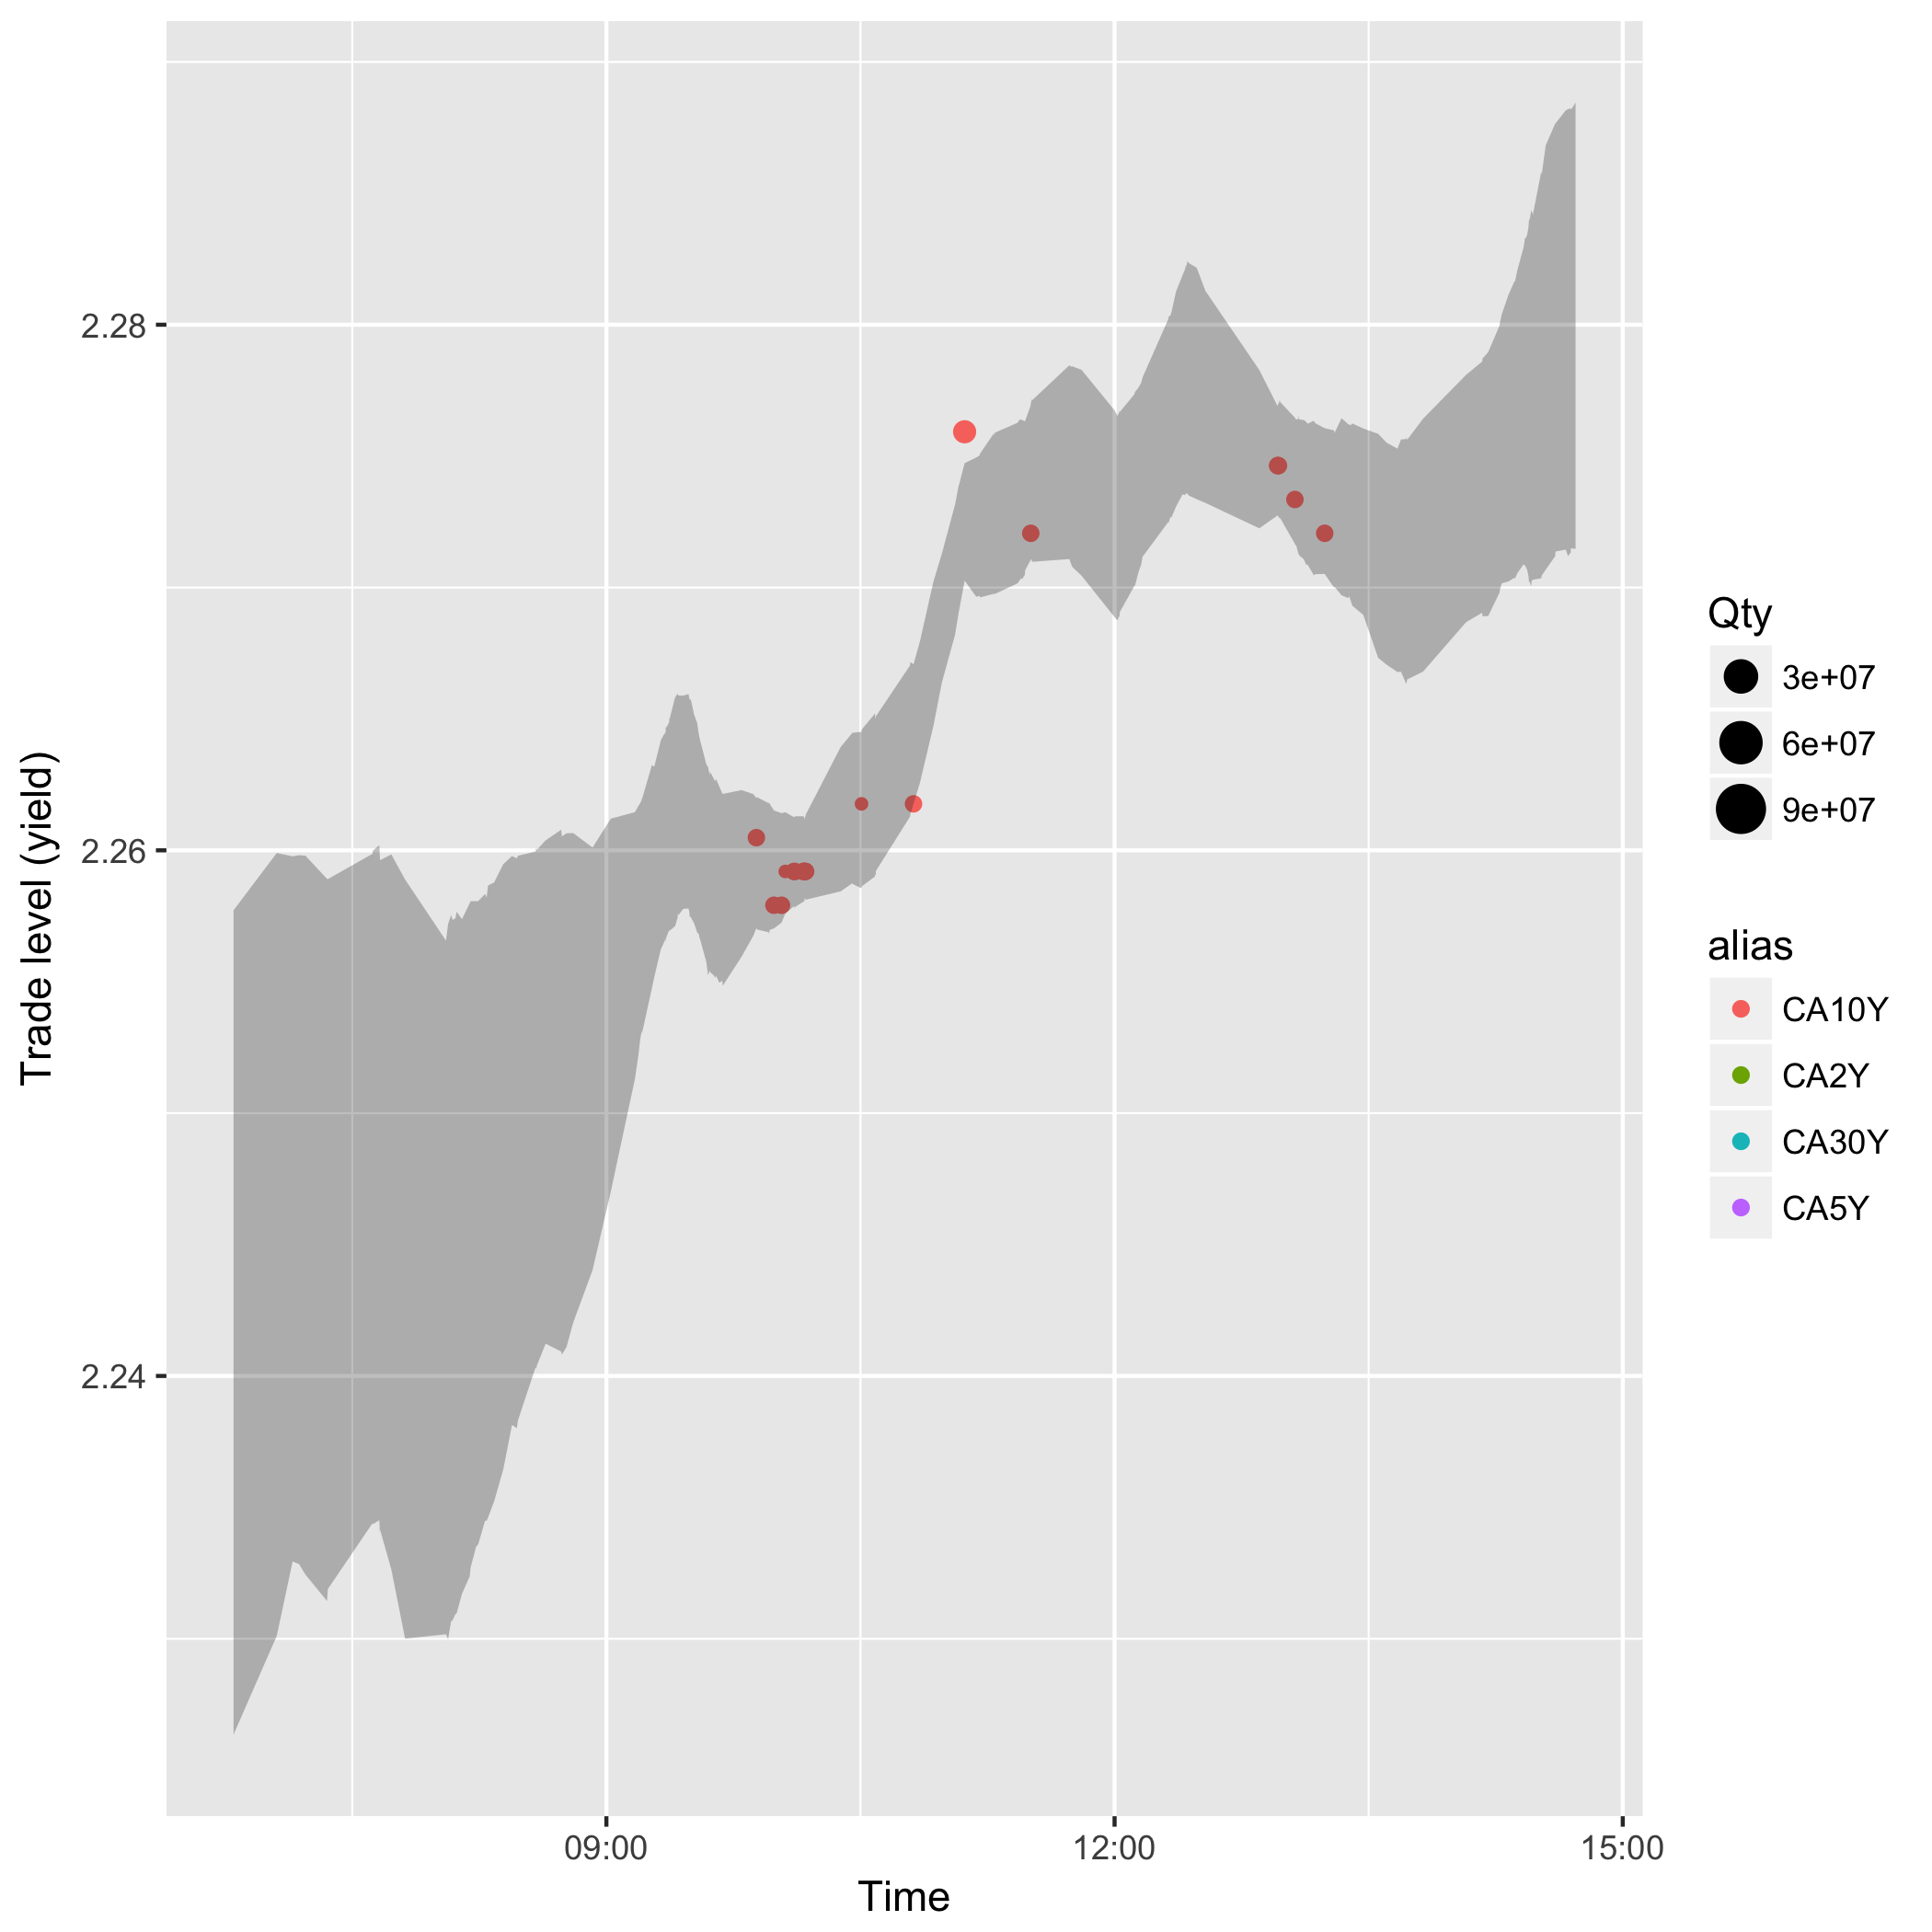 2.28
2.26
2.24
Trade level (yield)
09:00
12:00
15:00
Time
Qty
3e+07
6e+07
9e+07
alias
CA10Y
CA2Y
CA30Y
CA5Y